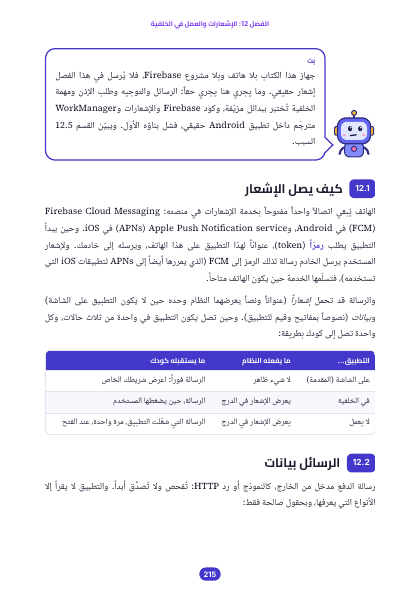 الفصل 12: الإشعارات والعمل في الخلفية
بت
جهاز هذا الكتاب بلا هاتف وبلا مشروع Firebase، فلا يُرسل في هذا الفصل
إشعار حقيقي. وما يجري هنا يجري حقاً: الرسائل والتوجيه وطلب الإذن ومهمة
الخلفية تُختبر ببدائل مزيّفة، وكود Firebase والإشعارات وWorkManager
مترجَم داخل تطبيق Android حقيقي، فشل بناؤه الأول. ويبيّن القسم 12.5
السبب.
12.1 كيف يصل الإشعار
الهاتف يُبقي اتصالاً واحداً مفتوحاً بخدمة الإشعارات في منصته: Firebase Cloud Messaging
(FCM) في Android، وApple Push Notification service (APNs) في iOS. وحين يبدأ
التطبيق يطلب رمزاً (token)، عنواناً لهذا التطبيق على هذا الهاتف، ويرسله إلى خادمك. ولإشعار
المستخدم يرسل الخادم رسالة لذلك الرمز إلى FCM (الذي يمررها أيضاً إلى APNs لتطبيقات iOS التي
تستخدمه)، فتسلّمها الخدمة حين يكون الهاتف متاحاً.
والرسالة قد تحمل إشعاراً (عنواناً ونصاً يعرضهما النظام وحده حين لا يكون التطبيق على الشاشة)
وبيانات (نصوصاً بمفاتيح وقيم للتطبيق). وحين تصل يكون التطبيق في واحدة من ثلاث حالات، وكل
واحدة تصل إلى كودك بطريقة:
التطبيق… ما يفعله النظام ما يستقبله كودك
على الشاشة (المقدمة) لا شيء ظاهر الرسالة فوراً: اعرض شريطك الخاص
في الخلفية يعرض الإشعار في الدرج الرسالة، حين يضغطها المستخدم
لا يعمل يعرض الإشعار في الدرج الرسالة التي شغّلت التطبيق، مرة واحدة، عند الفتح
12.2 الرسائل بيانات
رسالة الدفع مدخل من الخارج، كالنموذج أو رد HTTP: تُفحص ولا تُصدَّق أبداً. والتطبيق لا يقرأ إلا
الأنواع التي يعرفها، وبحقول صالحة فقط:
215